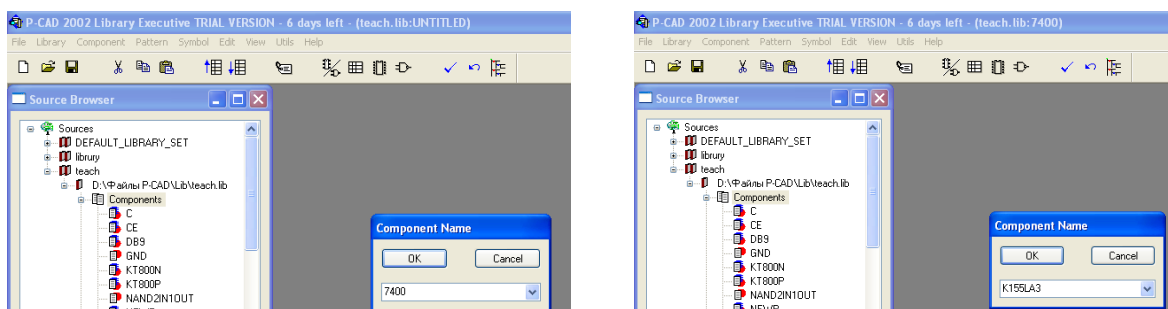 P-CAD 2002 Library Executive TRIAL VERSION - 6 days left - (teach.lib:UNTITLED)
File Library Component Pattern Symbol Edit View Utils Help
Source Browser
Sources
DEFAULT_LIBRARY_SET
librury
teach
D:\Файлы P-CAD\Lib\teach.lib
Components
C
CE
DB9
GND
KT800N
KT800P
NAND2IN1OUT
Component Name
OK Cancel
7400
P-CAD 2002 Library Executive TRIAL VERSION - 6 days left - (teach.lib:7400)
File Library Component Pattern Symbol Edit View Utils Help
Source Browser
Sources
DEFAULT_LIBRARY_SET
librury
teach
D:\Файлы P-CAD\Lib\teach.lib
Components
C
CE
DB9
GND
KT800N
KT800P
NAND2IN1OUT
Component Name
OK Cancel
K155LA3